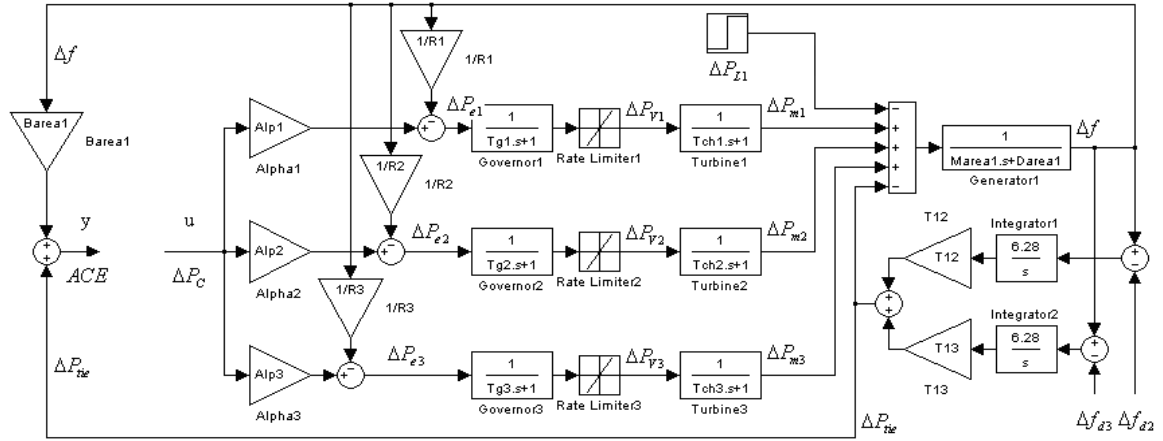 Δf
Barea1
Barea1
y
ACE
ΔP_tie
u
ΔP_C
Alp1
Alpha1
Alp2
Alpha2
Alp3
Alpha3
1/R1
1/R1
1/R2
1/R2
1/R3
1/R3
ΔP_e1
1
Tg1.s+1
Governor1
Rate Limiter1
ΔP_V1
1
Tch1.s+1
Turbine1
ΔP_m1
ΔP_e2
1
Tg2.s+1
Governor2
Rate Limiter2
ΔP_V2
1
Tch2.s+1
Turbine2
ΔP_m2
ΔP_e3
1
Tg3.s+1
Governor3
Rate Limiter3
ΔP_V3
1
Tch3.s+1
Turbine3
ΔP_m3
ΔP_L1
1
Marea1.s+Darea1
Generator1
Δf
T12
T12
Integrator1
6.28
s
Integrator2
6.28
s
T13
T13
ΔP_tie
Δf_d3
Δf_d2